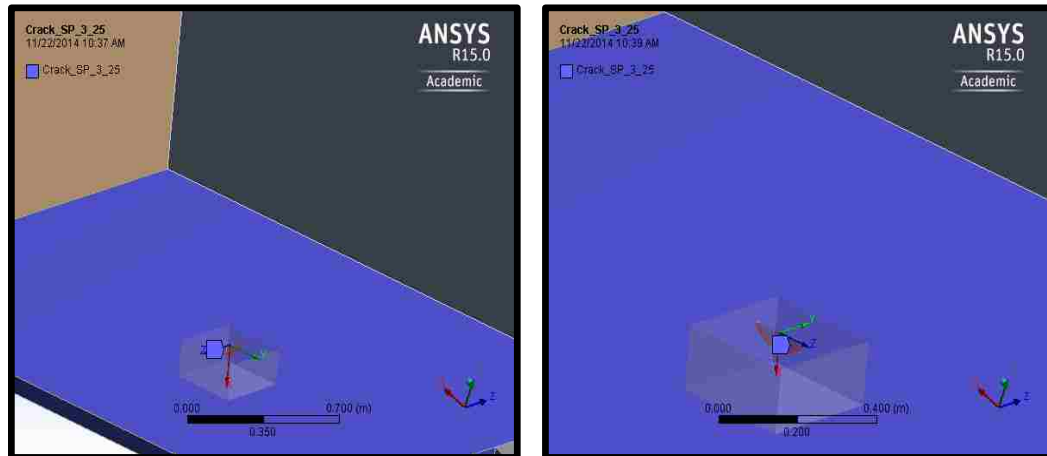 Crack_SP_3_25
11/22/2014 10:37 AM
Crack_SP_3_25
ANSYS
R15.0
Academic
Z
Y
X
Z
0.000
0.700 (m)
0.350
Crack_SP_3_25
11/22/2014 10:39 AM
Crack_SP_3_25
ANSYS
R15.0
Academic
Y
Z
Z
0.000
0.400 (m)
0.200